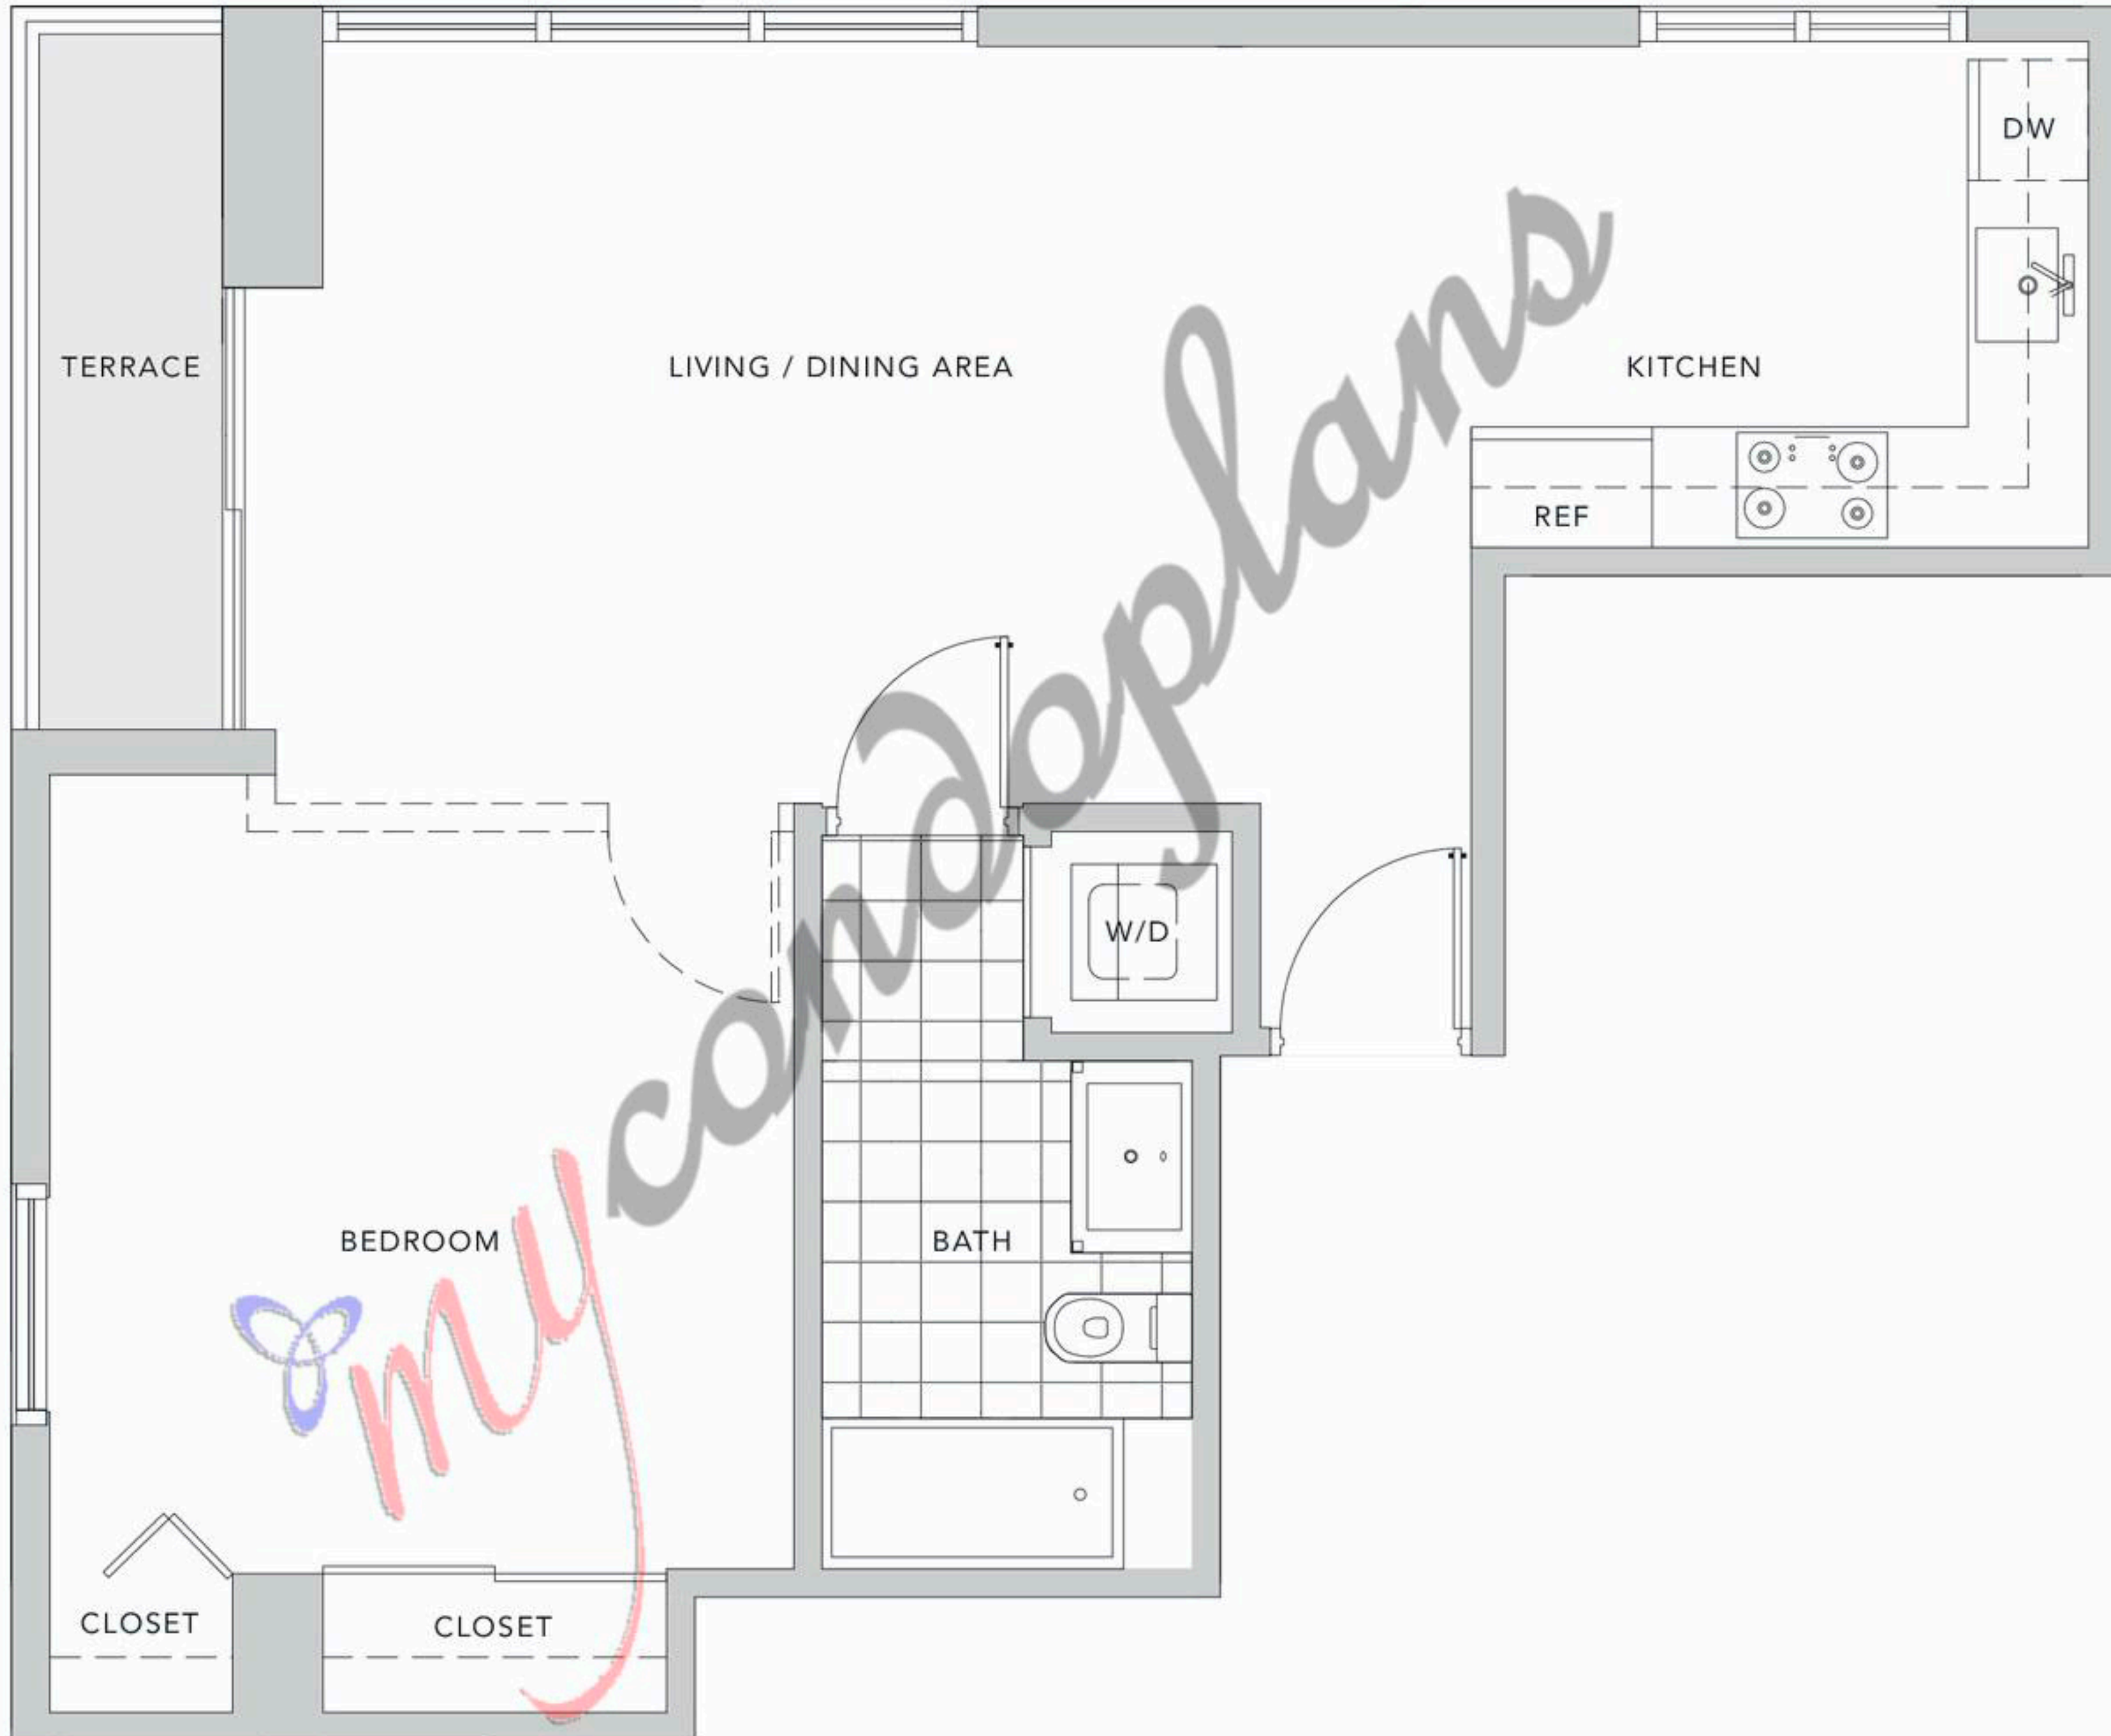 DW
TERRACE
LIVING / DINING AREA
KITCHEN
REF
W/D
BEDROOM
BATH
CLOSET
CLOSET
mycondoplans